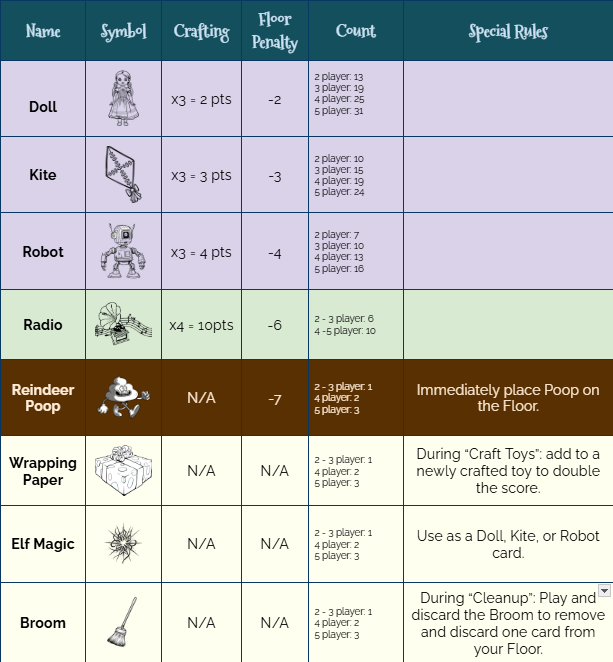 Name Symbol Crafting Floor Penalty Count Special Rules
Doll x3 = 2 pts -2
2 player: 13
3 player: 19
4 player: 25
5 player: 31
Kite x3 = 3 pts -3
2 player: 10
3 player: 15
4 player: 19
5 player: 24
Robot x3 = 4 pts -4
2 player: 7
3 player: 10
4 player: 13
5 player: 16
Radio x4 = 10pts -6
2 - 3 player: 6
4 -5 player: 10
Reindeer
Poop
N/A -7
2 - 3 player: 1
4 player: 2
5 player: 3
Immediately place Poop on
the Floor.
Wrapping
Paper
N/A N/A
2 - 3 player: 1
4 player: 2
5 player: 3
During “Craft Toys”: add to a
newly crafted toy to double
the score.
Elf Magic N/A N/A
2 - 3 player: 1
4 player: 2
5 player: 3
Use as a Doll, Kite, or Robot
card.
Broom N/A N/A
2 - 3 player: 1
4 player: 2
5 player: 3
During “Cleanup”: Play and
discard the Broom to remove
and discard one card from
your Floor.